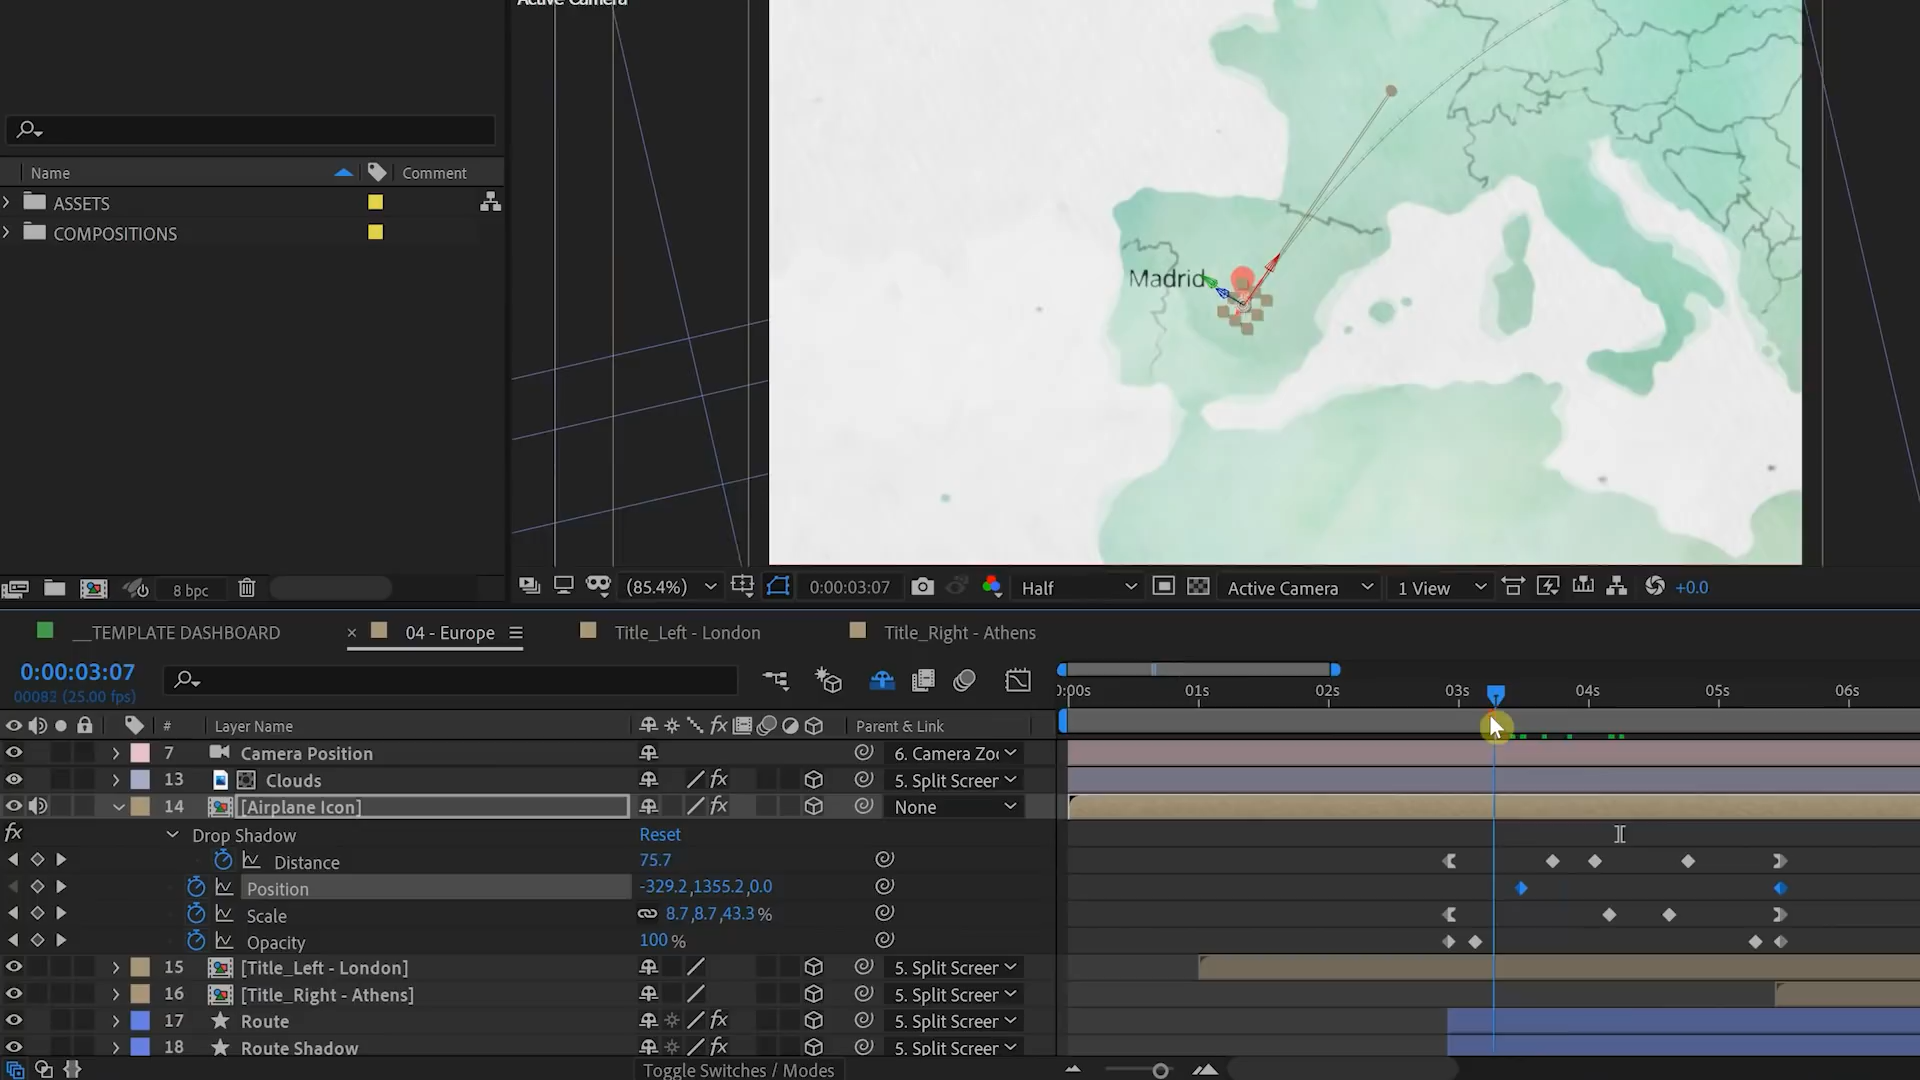 Active Camera
Name
Comment
ASSETS
COMPOSITIONS
Madrid
8 bpc
(85.4%)
0:00:03:07
Half
Active Camera
1 View
+0.0
__TEMPLATE DASHBOARD
× 04 - Europe
Title_Left - London
Title_Right - Athens
0:00:03:07
00082 (25.00 fps)
0:00s 01s 02s 03s 04s 05s 06s
# Layer Name
Parent & Link
7 Camera Position
13 Clouds
5. Split Screer
14 [Airplane Icon]
None
fx Drop Shadow Reset
Distance 75.7
Position -329.2,1355.2,0.0
Scale 8.7,8.7,43.3 %
Opacity 100 %
15 [Title_Left - London] 5. Split Screer
16 [Title_Right - Athens] 5. Split Screer
17 Route fx 5. Split Screer
18 Route Shadow fx 5. Split Screer
Toggle Switches / Modes